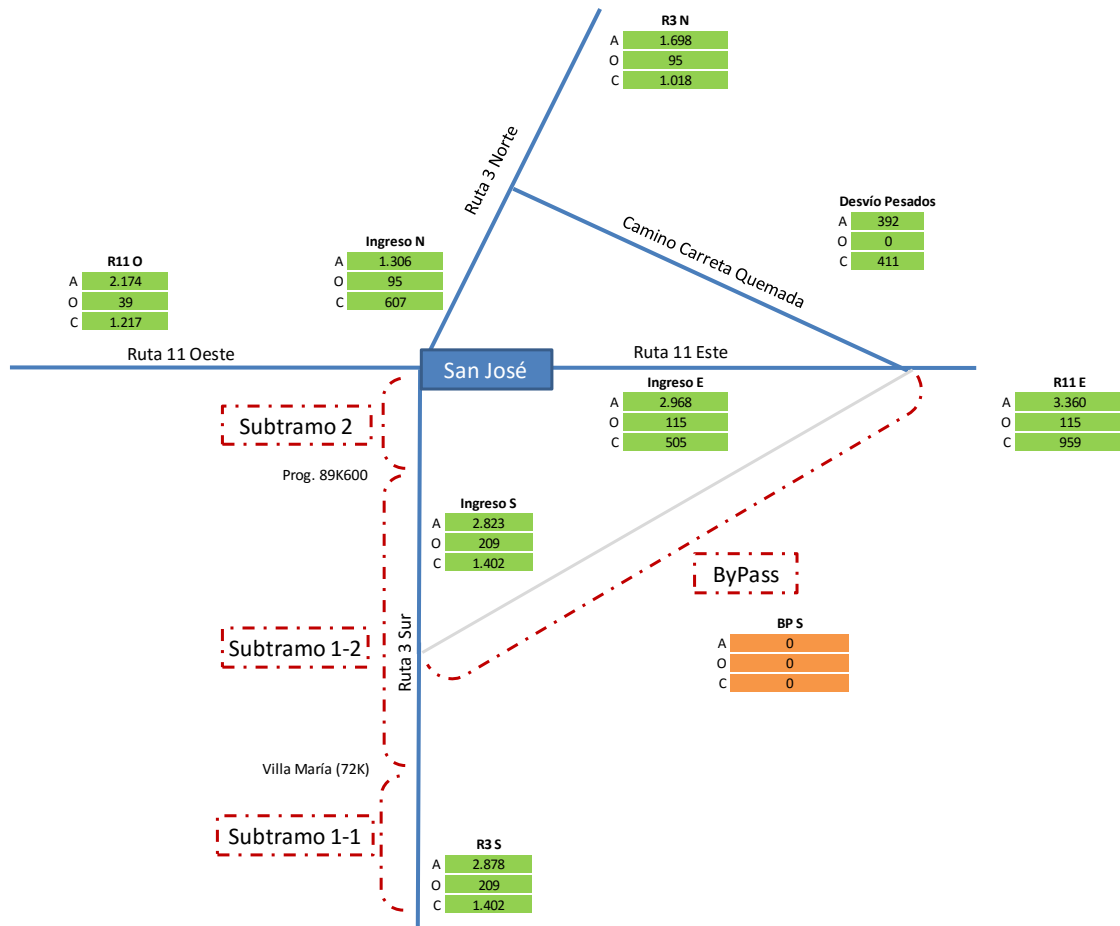 R3 N
A 1.698
O 95
C 1.018
Ruta 3 Norte
Camino Carreta Quemada
Desvío Pesados
A 392
O 0
C 411
Ingreso N
A 1.306
O 95
C 607
R11 O
A 2.174
O 39
C 1.217
Ruta 11 Oeste
San José
Ruta 11 Este
Ingreso E
A 2.968
O 115
C 505
R11 E
A 3.360
O 115
C 959
Subtramo 2
Prog. 89K600
Ingreso S
A 2.823
O 209
C 1.402
ByPass
BP S
A 0
O 0
C 0
Subtramo 1-2
Ruta 3 Sur
Villa María (72K)
Subtramo 1-1
R3 S
A 2.878
O 209
C 1.402